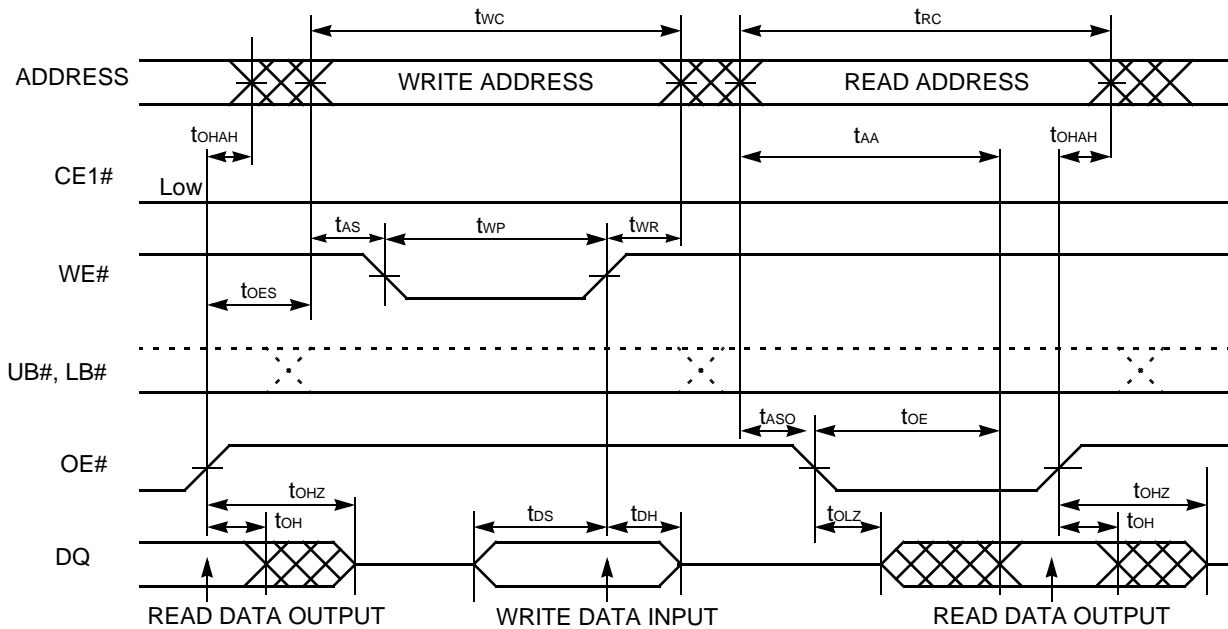 tWC
tRC
ADDRESS
WRITE ADDRESS
READ ADDRESS
tOHAH
tAA
tOHAH
CE1#
Low
tAS
tWP
tWR
WE#
tOES
UB#, LB#
tASO
tOE
OE#
tOHZ
tOHZ
tOH
tDS
tDH
tOLZ
tOH
DQ
READ DATA OUTPUT
WRITE DATA INPUT
READ DATA OUTPUT